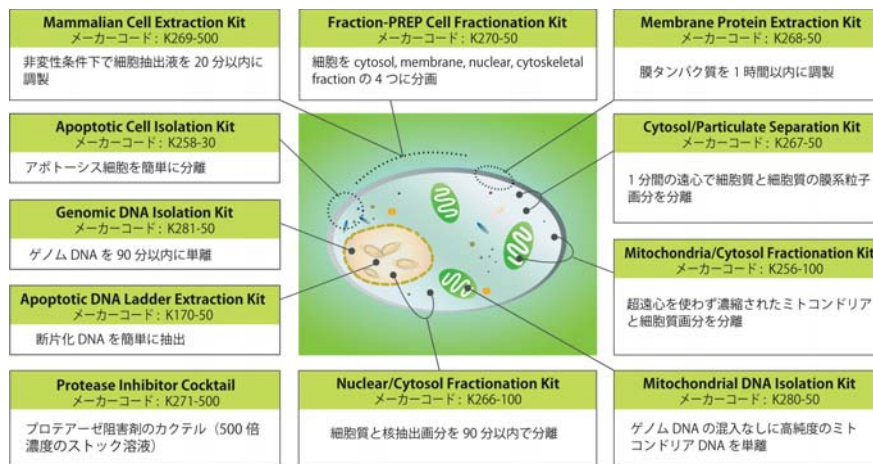 Mammalian Cell Extraction Kit
メーカーコード : K269-500
非変性条件下で細胞抽出液を 20 分以内に
調製
Fraction-PREP Cell Fractionation Kit
メーカーコード : K270-50
細胞を cytosol, membrane, nuclear, cytoskeletal
fraction の 4 つに分画
Membrane Protein Extraction Kit
メーカーコード : K268-50
膜タンパク質を 1 時間以内に調製
Apoptotic Cell Isolation Kit
メーカーコード : K258-30
アポトーシス細胞を簡単に分離
Cytosol/Particulate Separation Kit
メーカーコード : K267-50
1 分間の遠心で細胞質と細胞質の膜系粒子
画分を分離
Genomic DNA Isolation Kit
メーカーコード : K281-50
ゲノム DNA を 90 分以内に単離
Mitochondria/Cytosol Fractionation Kit
メーカーコード : K256-100
超遠心を使わず濃縮されたミトコンドリア
と細胞質画分を分離
Apoptotic DNA Ladder Extraction Kit
メーカーコード : K170-50
断片化 DNA を簡単に抽出
Protease Inhibitor Cocktail
メーカーコード : K271-500
プロテアーゼ阻害剤のカクテル（500 倍
濃度のストック溶液）
Nuclear/Cytosol Fractionation Kit
メーカーコード : K266-100
細胞質と核抽出画分を 90 分以内で分離
Mitochondrial DNA Isolation Kit
メーカーコード : K280-50
ゲノム DNA の混入なしに高純度のミト
コンドリア DNA を単離